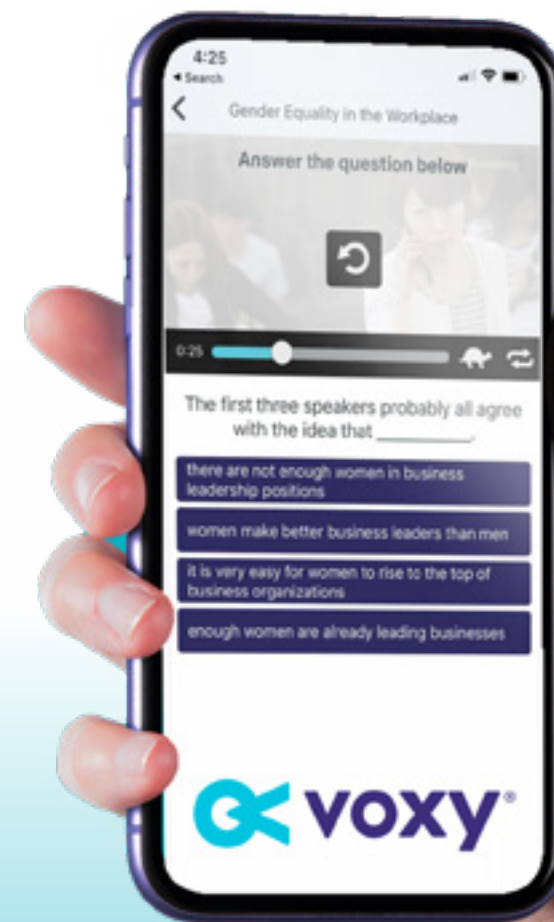 4:25
Search
Gender Equality in the Workplace
Answer the question below
0:25
The first three speakers probably all agree
with the idea that __________.
there are not enough women in business
leadership positions
women make better business leaders than men
it is very easy for women to rise to the top of
business organizations
enough women are already leading businesses
voxy®